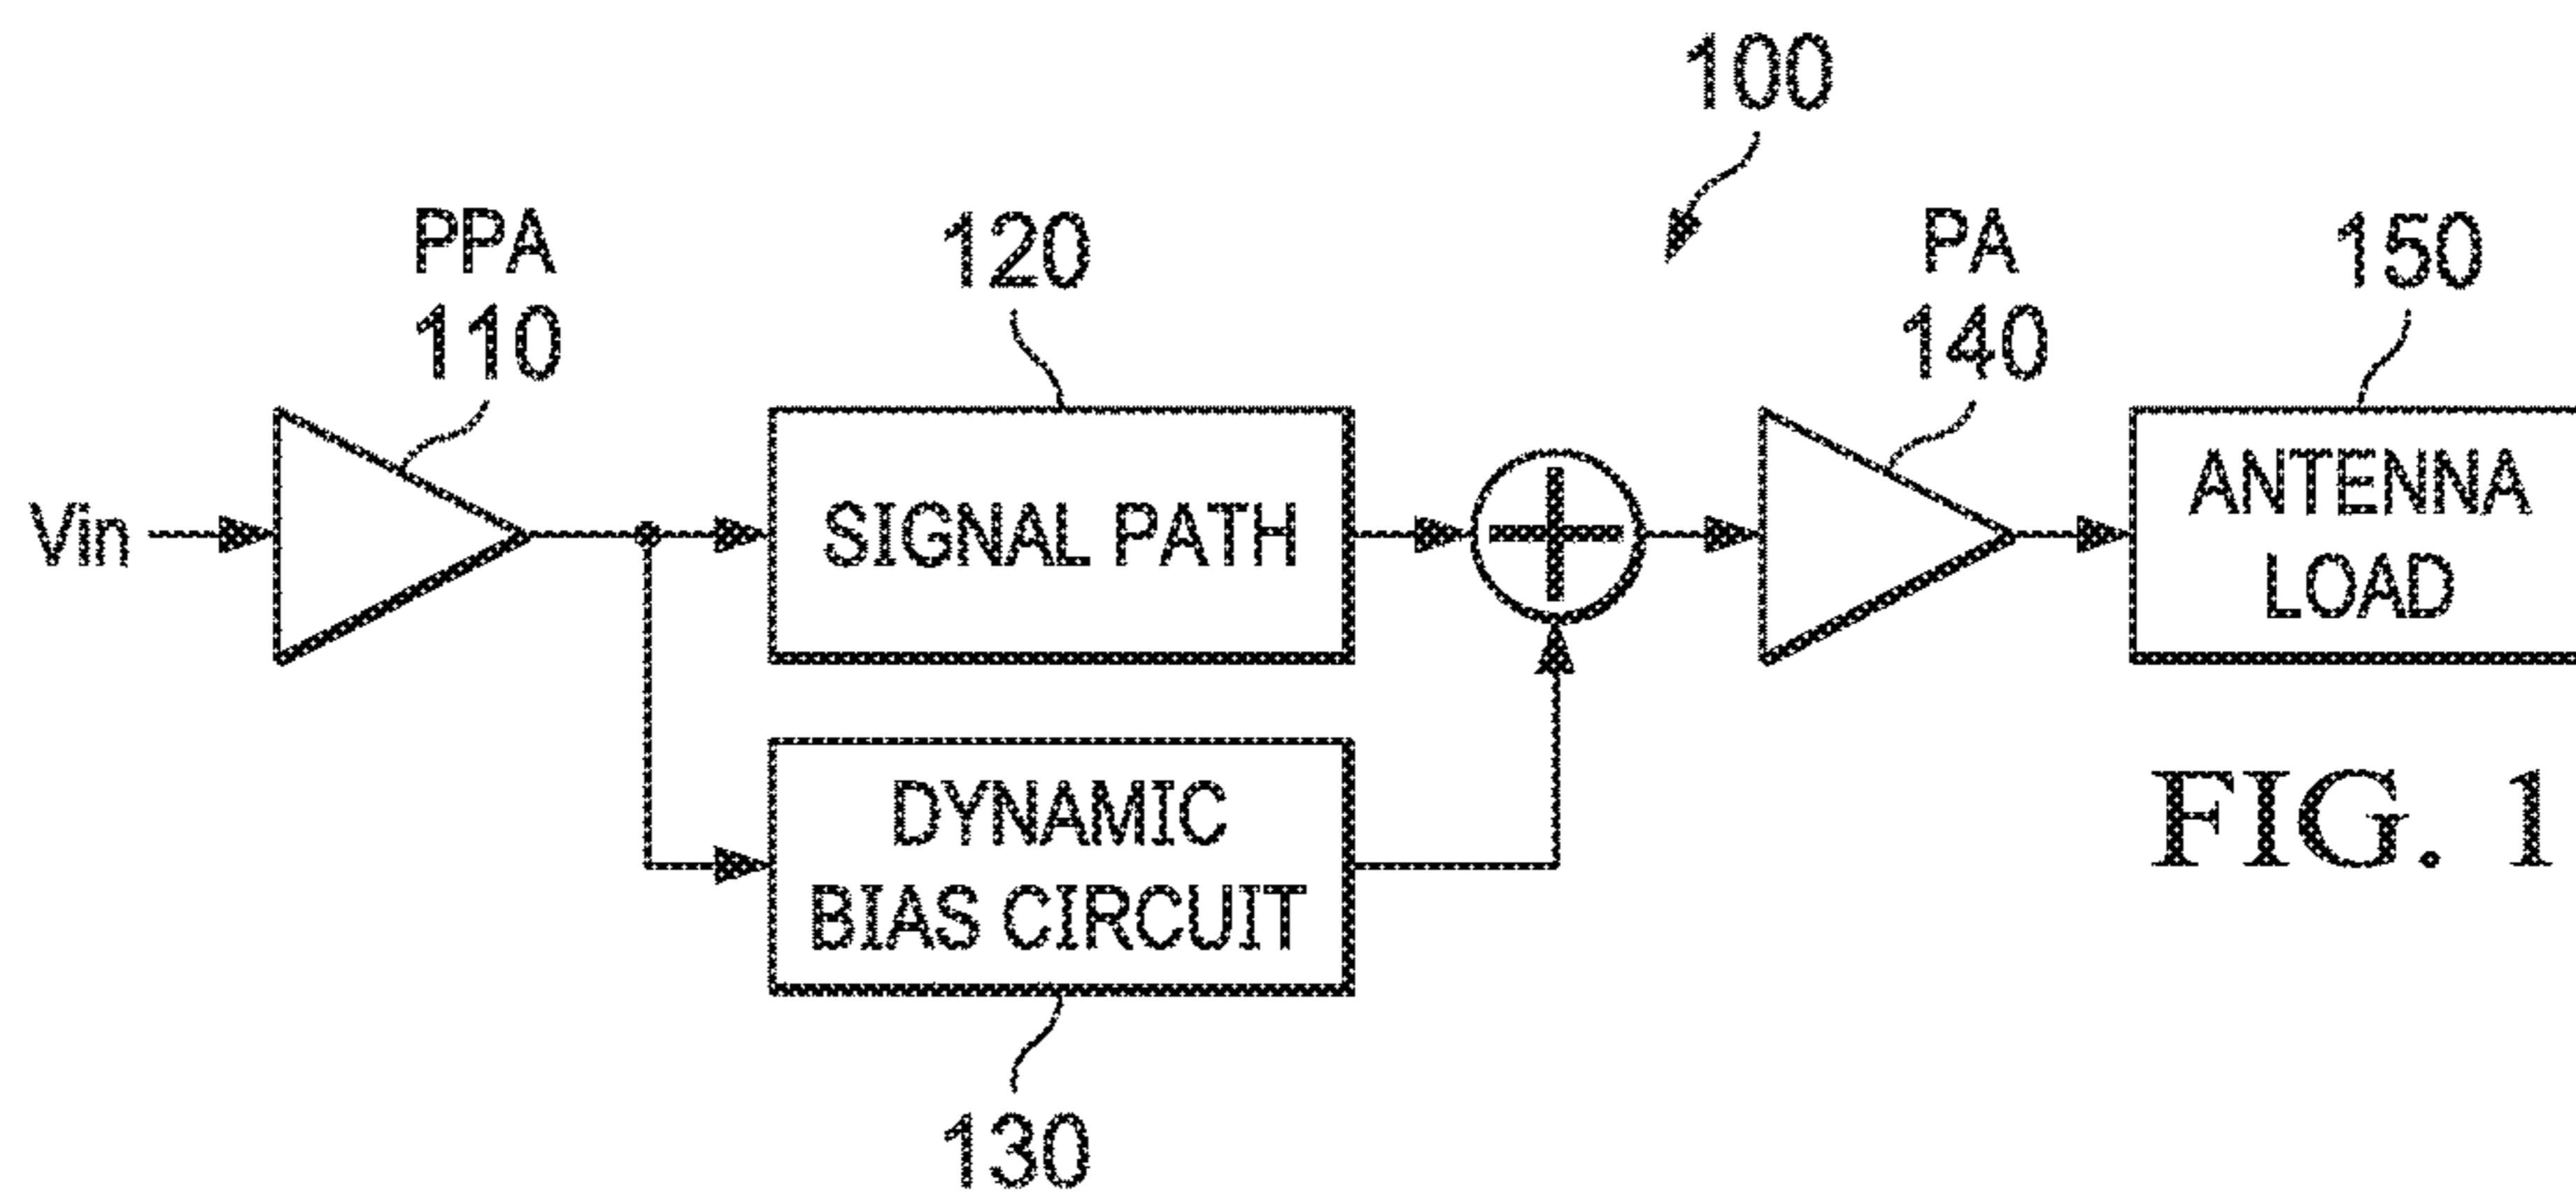 100
PPA
110
120
PA
140
150
Vin
SIGNAL PATH
ANTENNA
LOAD
DYNAMIC
BIAS CIRCUIT
130
FIG. 1